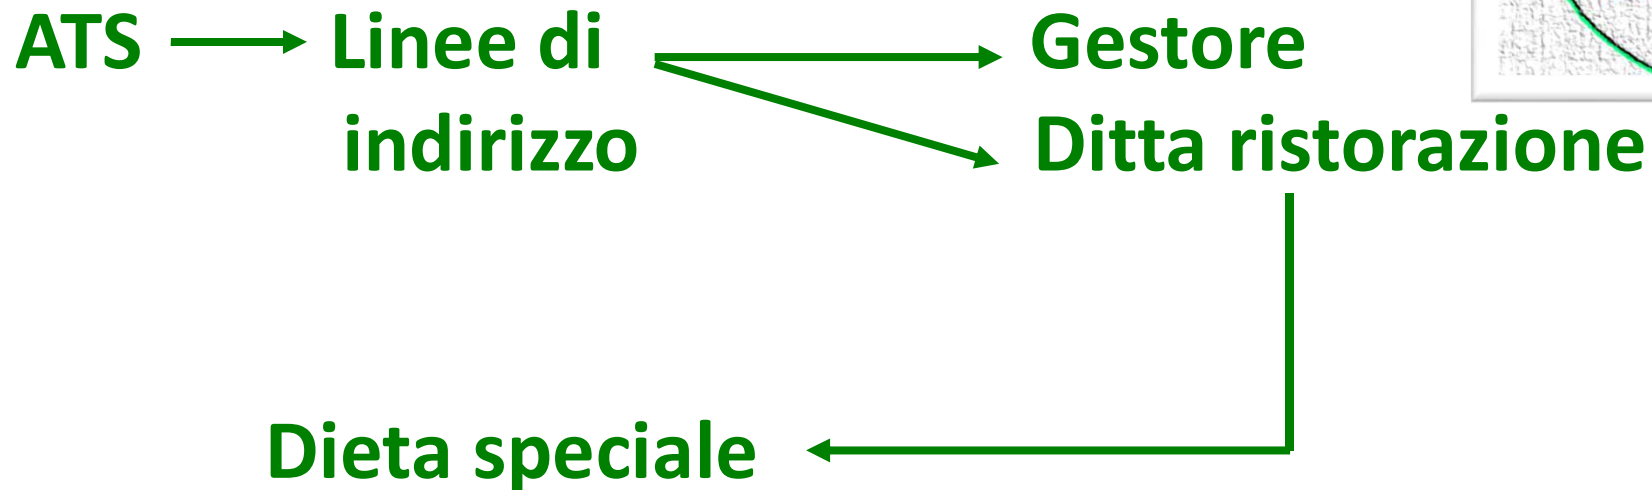 ATS Linee di Gestore
indirizzo Ditta ristorazione
Dieta speciale